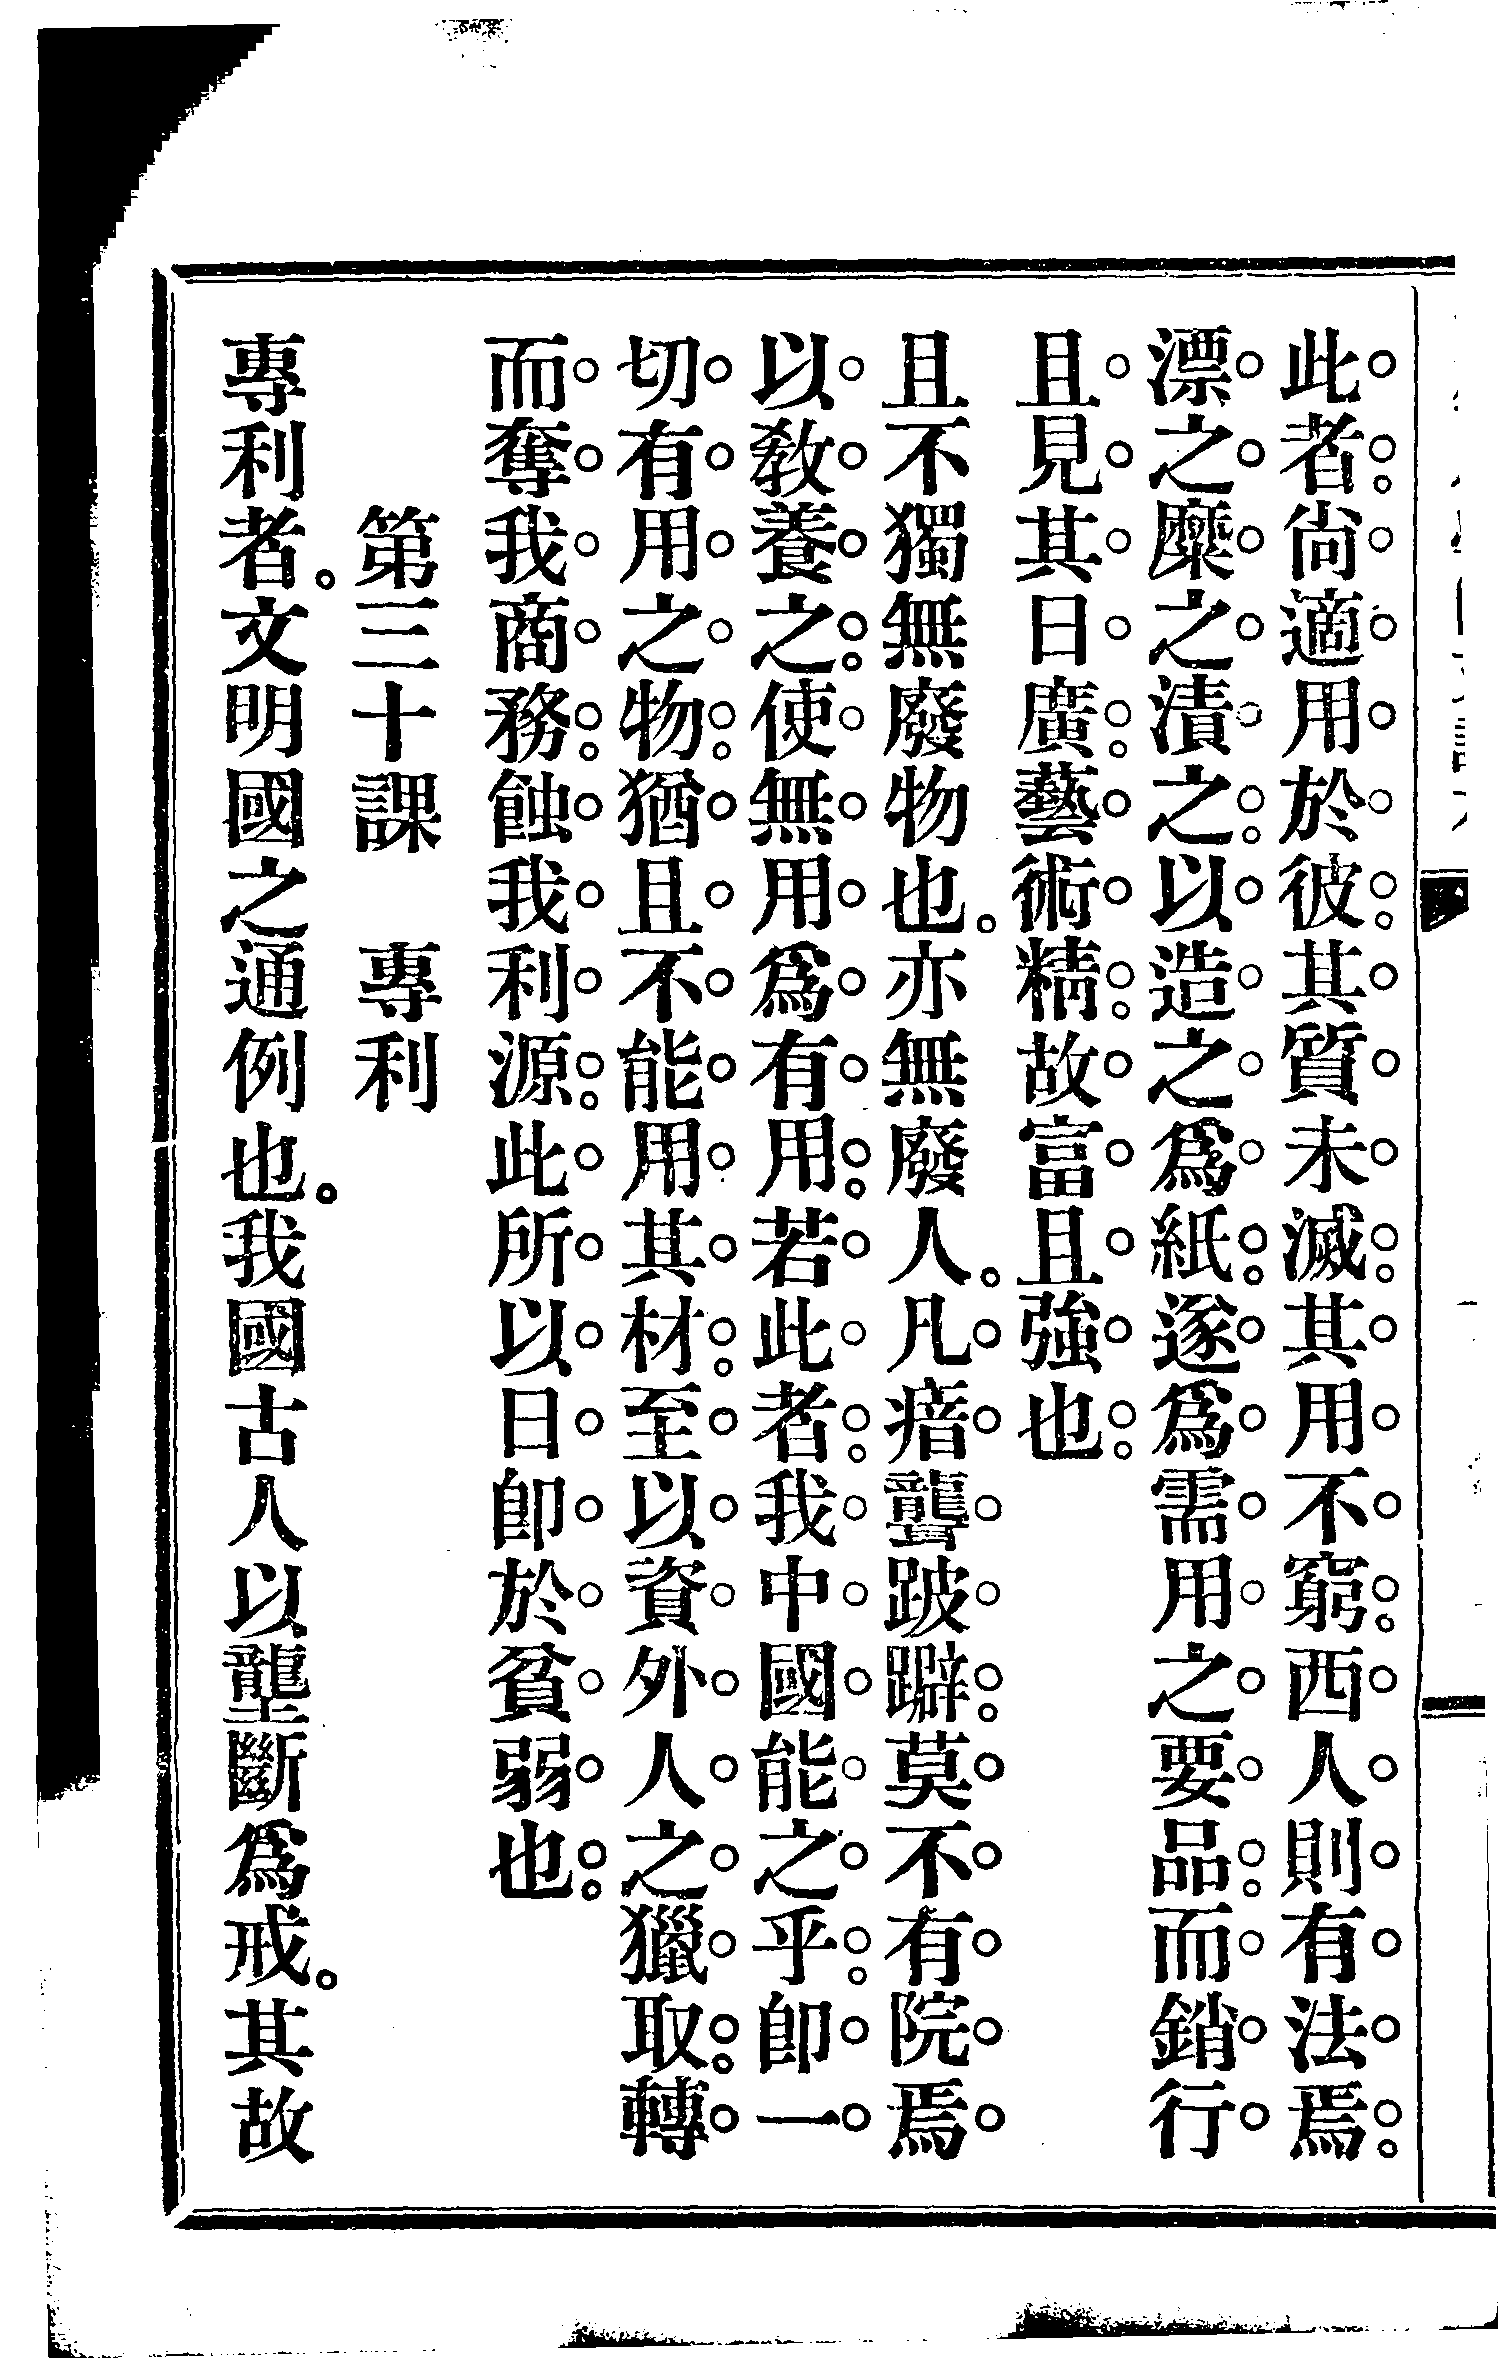 此者。尙適用於彼。其質未滅。其用不窮。西人則有法焉。
漂之糜之漬之。以造之爲紙。遂爲需用之要品。而銷行
且見其日廣。藝術精。故富且強也。
且不獨無廢物也。亦無廢人。凡瘖聾跛躃。莫不有院焉
以敎養之。使無用爲有用。若此者。我中國能之乎。卽一
切有用之物。猶且不能用其材。至以資外人之獵取。轉
而奪我商務。蝕我利源。此所以日卽於貧弱也。
第三十課　專利
專利者。文明國之通例也。我國古人以壟斷爲戒。其故